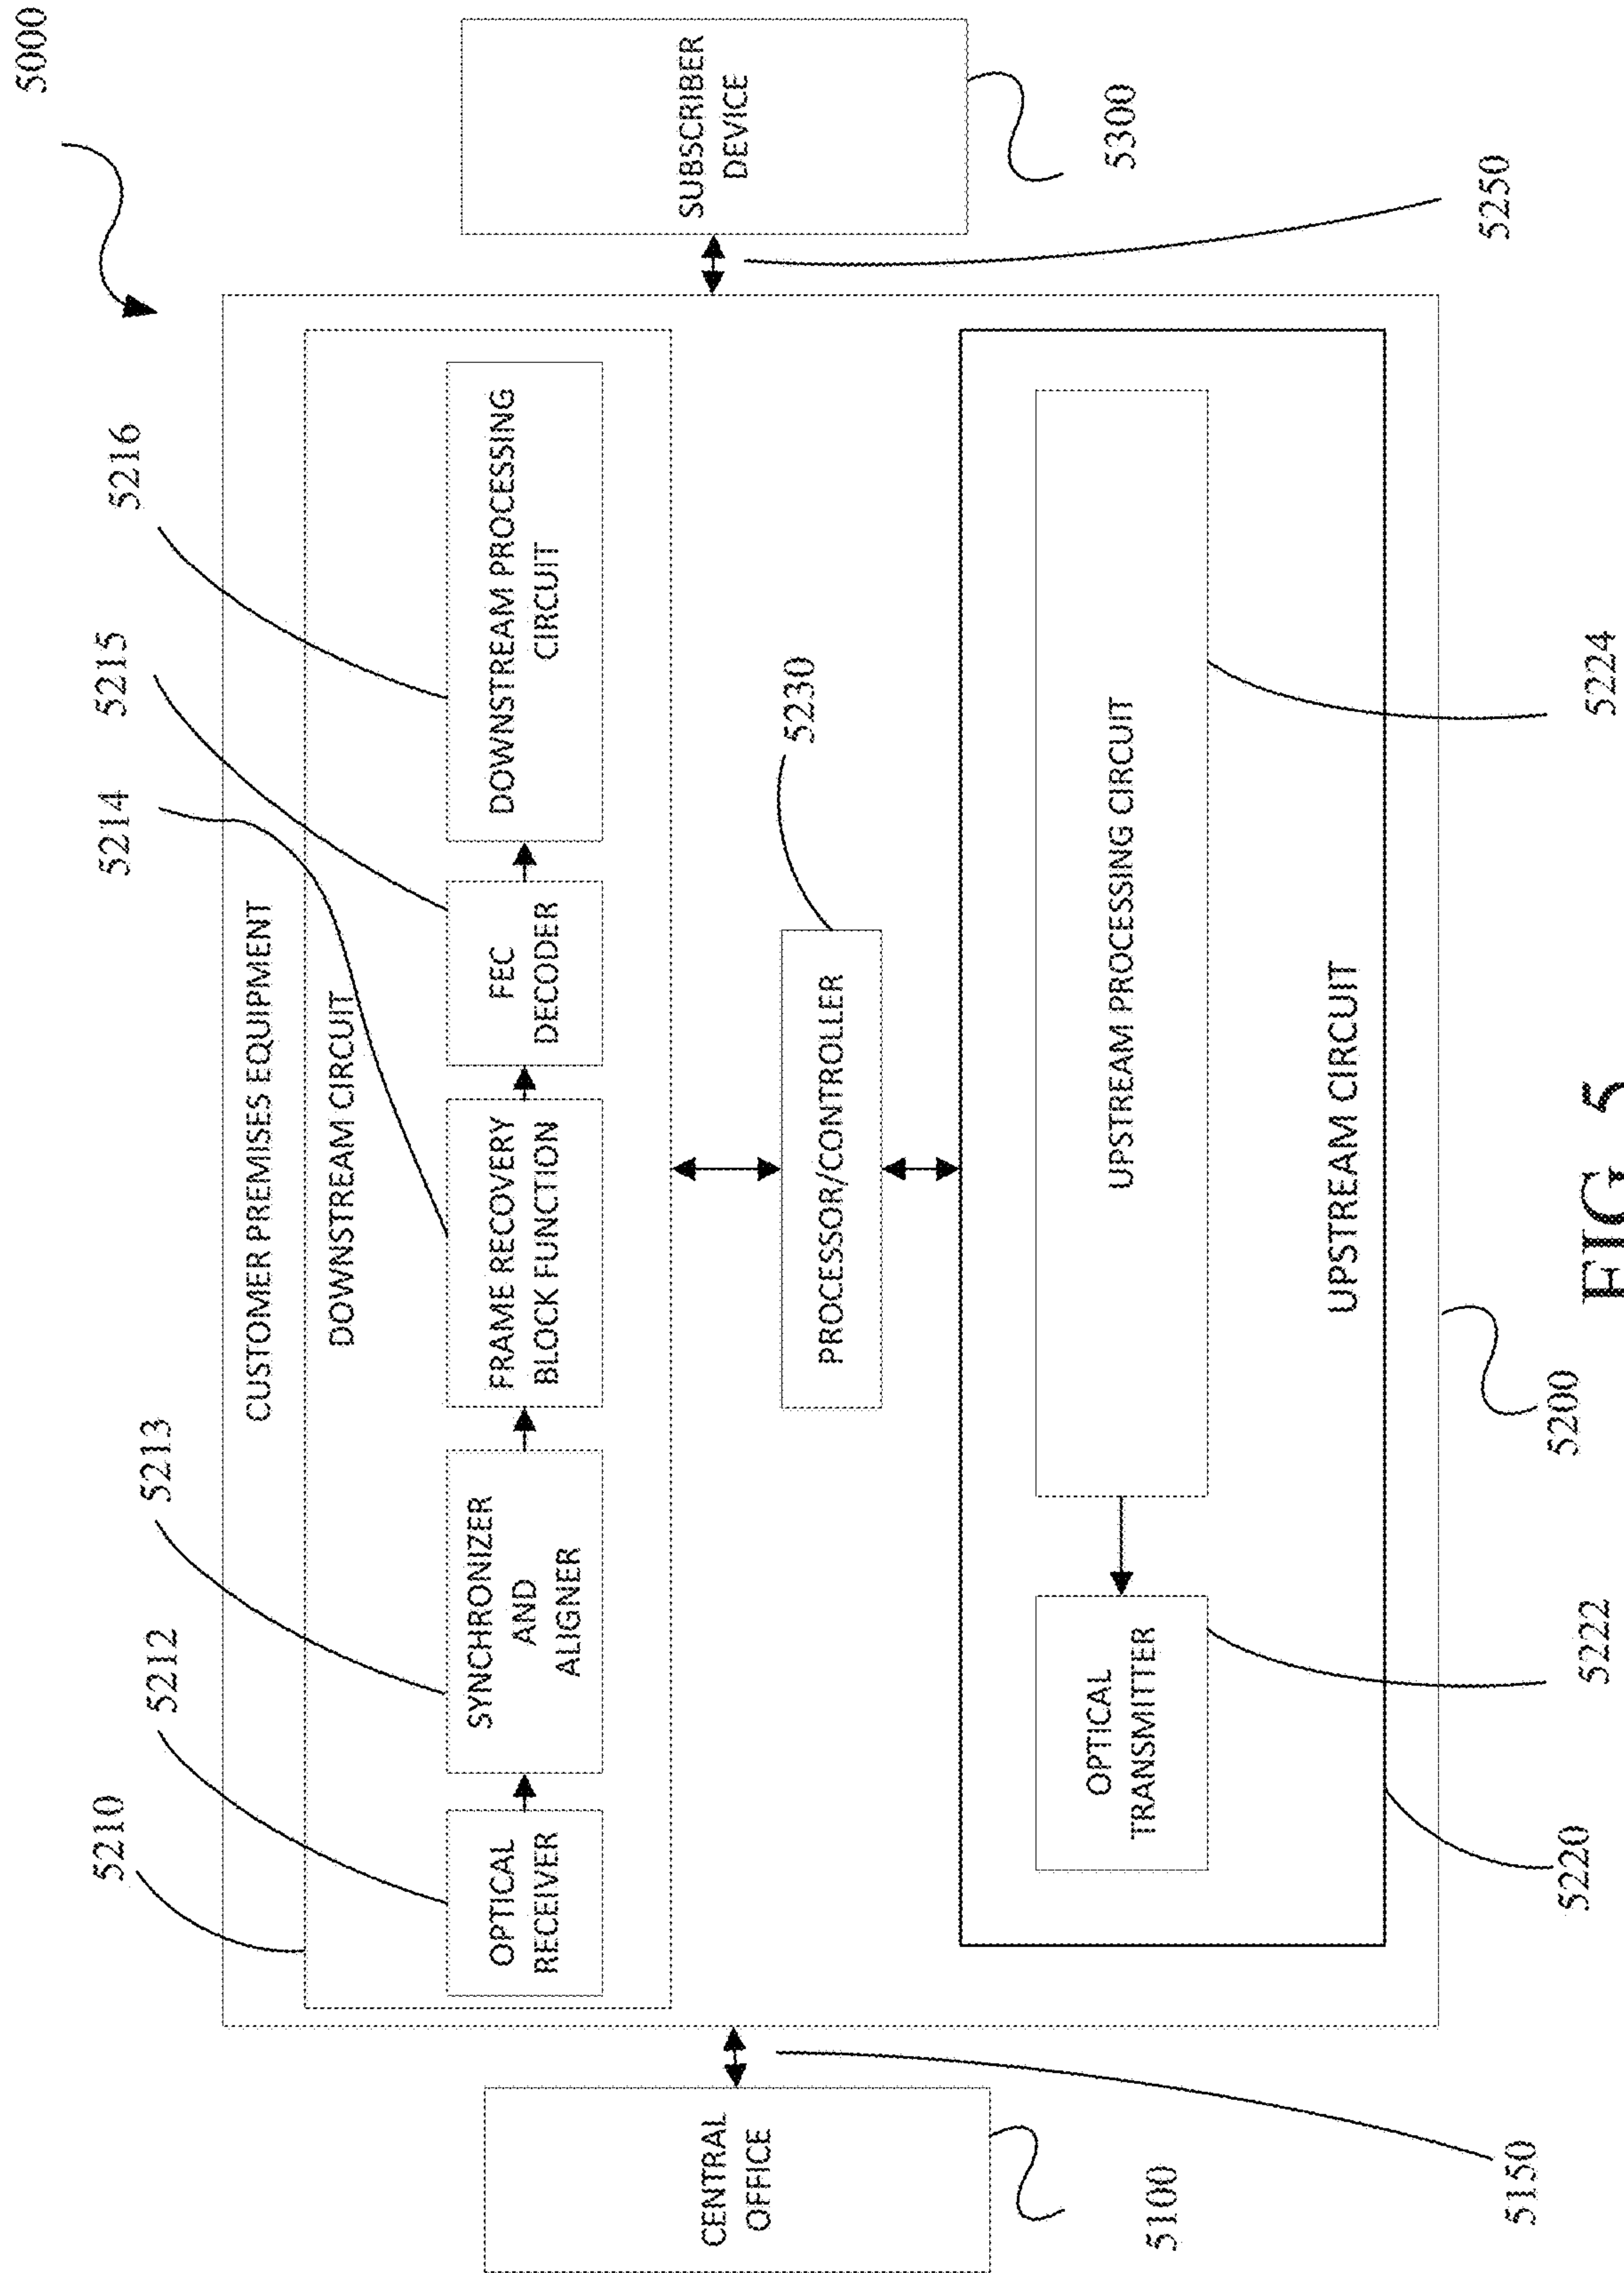 5000
CUSTOMER PREMISES EQUIPMENT
DOWNSTREAM CIRCUIT
5210
5212
5213
5214
5215
5216
OPTICAL
RECEIVER
SYNCHRONIZER
AND
ALIGNER
FRAME RECOVERY
BLOCK FUNCTION
FEC
DECODER
DOWNSTREAM PROCESSING
CIRCUIT
CENTRAL
OFFICE
5100
5150
PROCESSOR/CONTROLLER
5230
SUBSCRIBER
DEVICE
5300
5250
OPTICAL
TRANSMITTER
UPSTREAM PROCESSING CIRCUIT
UPSTREAM CIRCUIT
5220
5222
5200
5224
FIG. 5